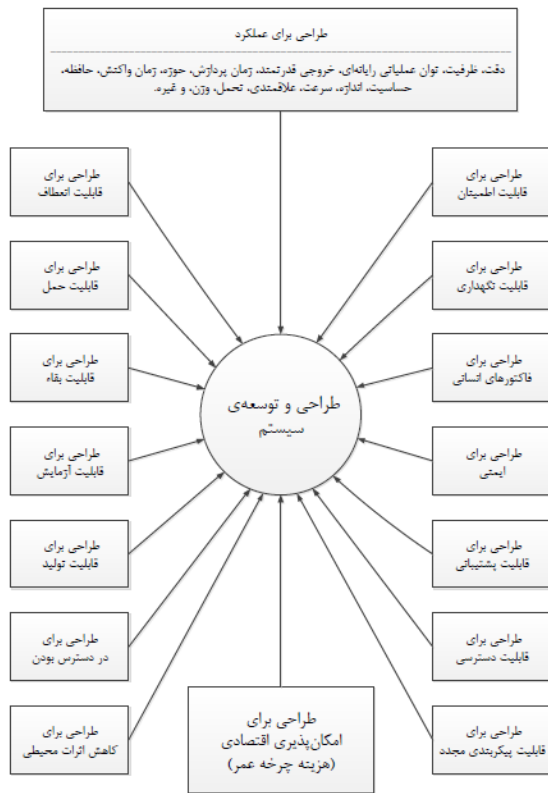 طراحی برای عملکرد
دقت، ظرفیت، توان عملیاتی رایانه‌ای، خروجی قدرتمند، زمان پردازش، حوزه، زمان واکنش، حافظه،
حساسیت، اندازه، سرعت، علاقمندی، تحمل، وزن، و غیره.
طراحی برای
قابلیت اطمینان
طراحی برای
قابلیت انعطاف
طراحی برای
قابلیت نگهداری
طراحی برای
قابلیت حمل
طراحی برای
فاکتورهای انسانی
طراحی برای
قابلیت بقاء
طراحی و توسعه‌ی
سیستم
ایمنی
طراحی برای
قابلیت آزمایش
طراحی برای
قابلیت پشتیبانی
طراحی برای
قابلیت تولید
طراحی برای
قابلیت دسترسی
طراحی برای
در دسترس بودن
طراحی برای
قابلیت پیکربندی مجدد
طراحی برای
امکان‌پذیری اقتصادی
(هزینه چرخه عمر)
طراحی برای
کاهش اثرات محیطی